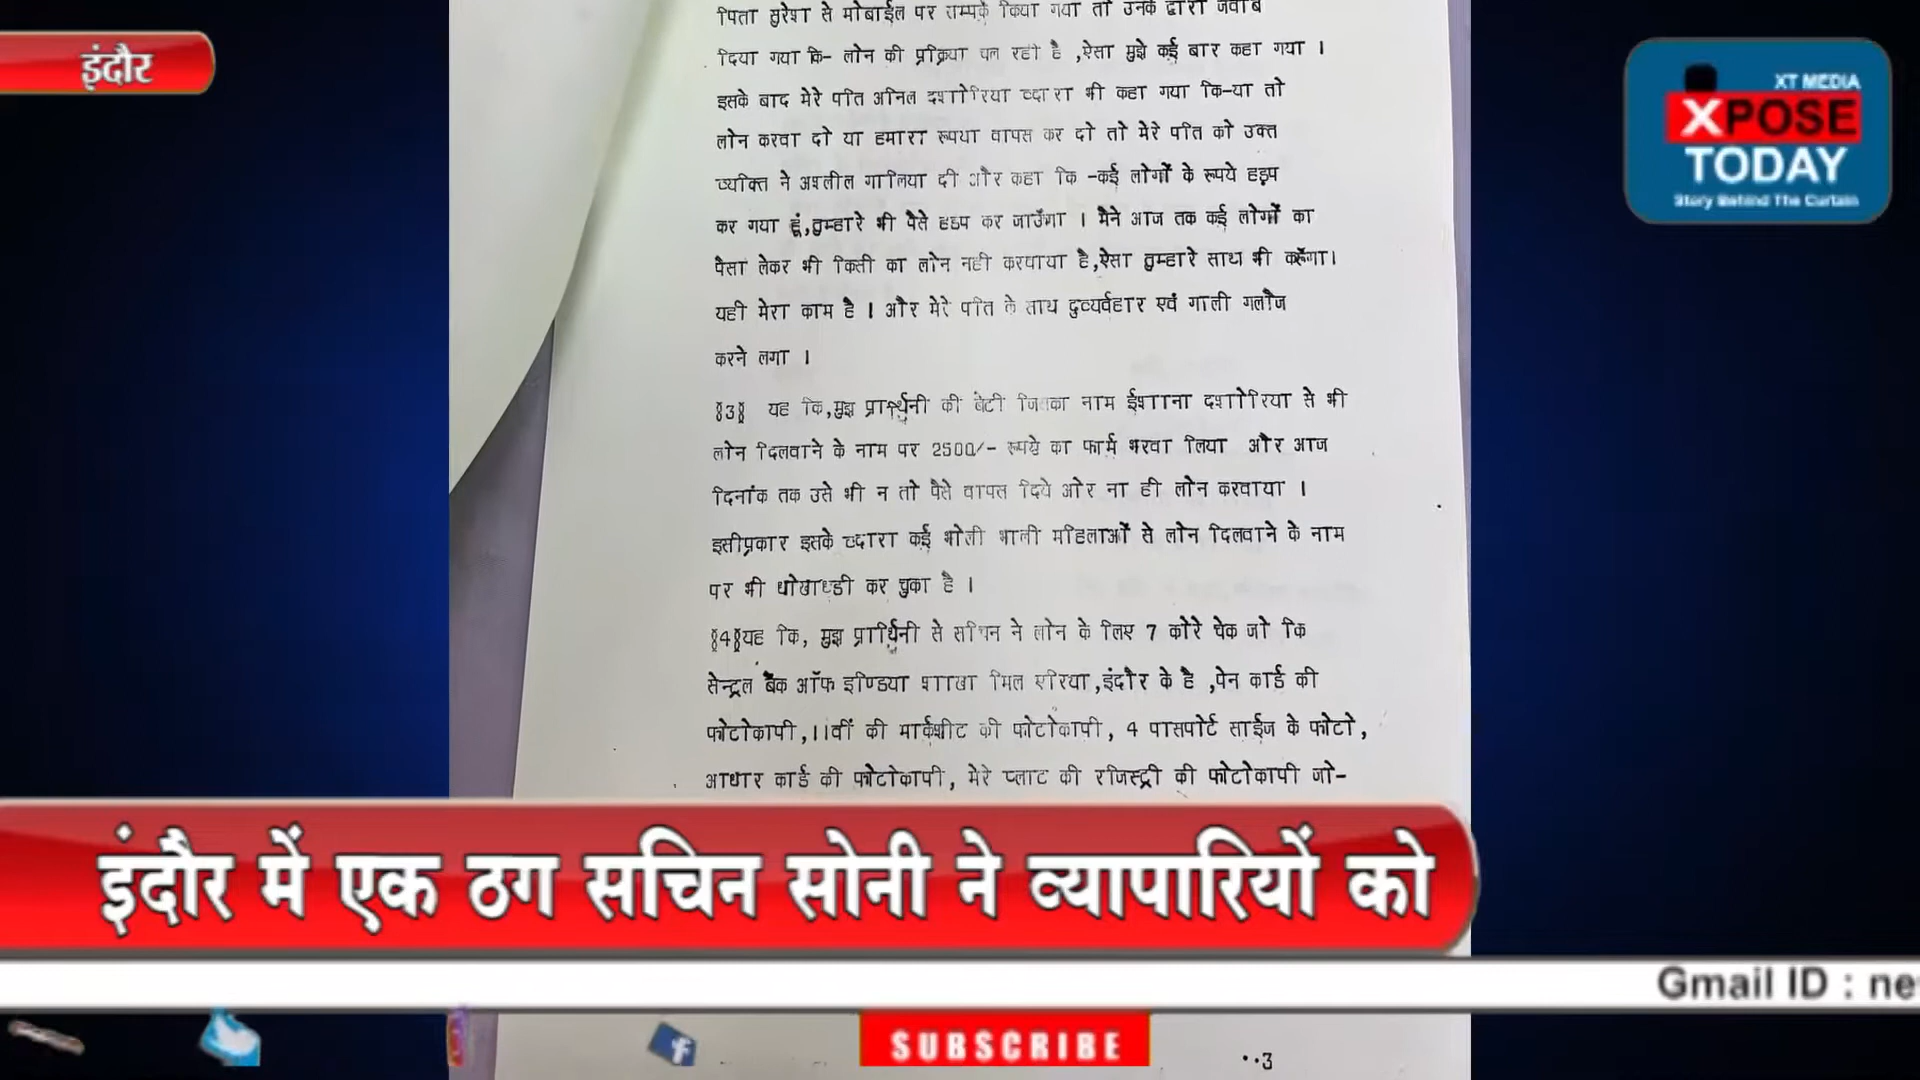 इंदौर
XT MEDIA
XPOSE
TODAY
Story Behind The Curtain
पिता सुरेश से मोबाईल पर सम्पर्क किया गया तो उनके द्वारा जवाब
दिया गया कि- लोन की प्रक्रिया चल रही है ,ऐसा मुझे कई बार कहा गया ।
इसके बाद मेरे पति अनिल दशोरिया व्दारा भी कहा गया कि-या तो
लोन करवा दो या हमारा रूपया वापस कर दो तो मेरे पति को उक्त
व्यक्ति ने अश्लील गालिया दी और कहा कि -कई लोगों के रूपये हड़प
कर गया हूं,तुम्हारे भी पैसे हडप कर जाउँगा । मैने आज तक कई लोगों का
पैसा लेकर भी किसी का लोन नही करवाया है,ऐसा तुम्हारे साथ भी करूँगा।
यही मेरा काम है । और मेरे पति के साथ दुव्यर्वहार एवं गाली गलौज
करने लगा ।
§3§ यह कि,मुझ प्रार्थिनी की बेटी जिसका नाम ईशाना दशोरिया से भी
लोन दिलवाने के नाम पर 2500/- रूपये का फार्म भरवा लिया और आज
दिनांक तक उसे भी न तो पैसे वापस दिये ओर ना ही लोन करवाया ।
इसीप्रकार इसके व्दारा कई भोली भाली महिलाओं से लोन दिलवाने के नाम
पर भी धोखाधडी कर चुका है ।
§4§यह कि, मुझ प्रार्थिनी से सचिन ने लोन के लिए 7 कोरे चेक जो कि
सेन्ट्रल बैंक ऑफ इण्डिया शाखा मिल एरिया,इंदौर के है ,पेन कार्ड की
फोटोकापी,11वीं की मार्कशीट की फोटोकापी, 4 पासपोर्ट साईज के फोटो,
आधार कार्ड की फोटोकापी, मेरे प्लाट की रजिस्ट्री की फोटोकापी जो-
इंदौर में एक ठग सचिन सोनी ने व्यापारियों को
Gmail ID : ne
SUBSCRIBE
..3